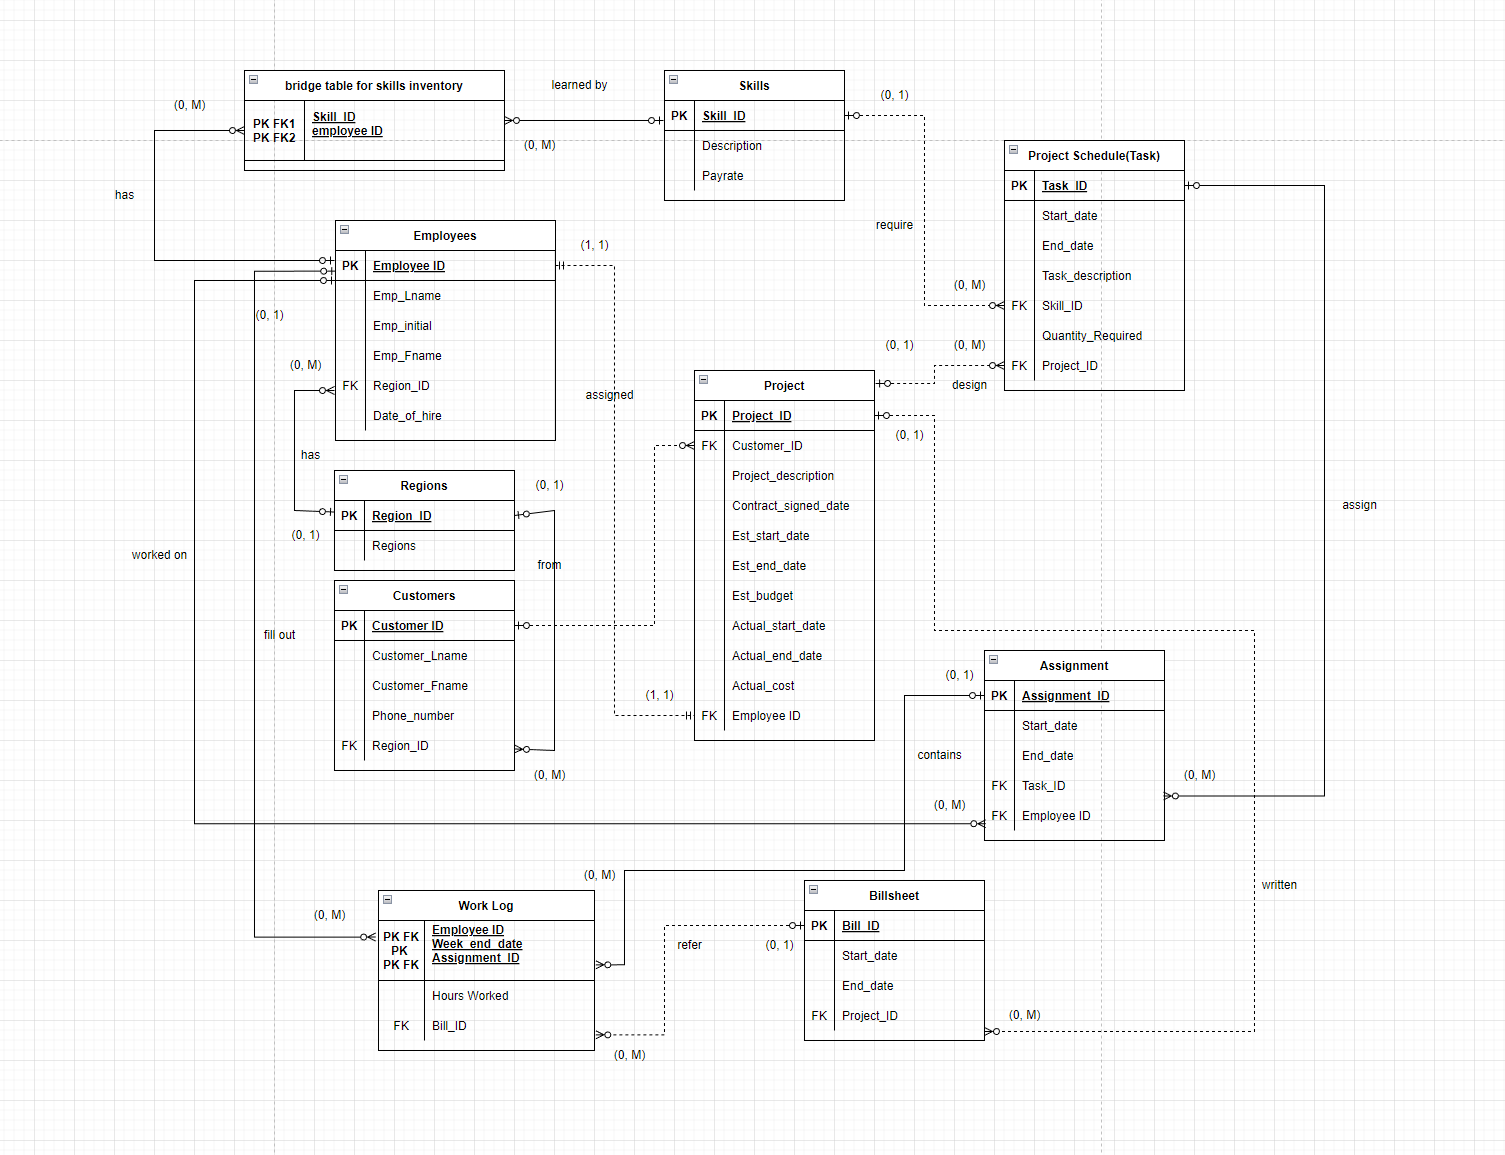 bridge table for skills inventory
PK FK1 Skill_ID
PK FK2 employee ID
(0, M)
learned by
(0, M)
Skills
PK Skill_ID
Description
Payrate
(0, 1)
require
(0, M)
Project Schedule(Task)
PK Task_ID
Start_date
End_date
Task_description
FK Skill_ID
Quantity_Required
FK Project_ID
has
Employees
PK Employee ID
Emp_Lname
Emp_initial
Emp_Fname
FK Region_ID
Date_of_hire
(1, 1)
(0, 1)
(0, M)
assigned
(0, 1)
(0, M)
design
(0, 1)
Project
PK Project_ID
FK Customer_ID
Project_description
Contract_signed_date
Est_start_date
Est_end_date
Est_budget
Actual_start_date
Actual_end_date
Actual_cost
FK Employee ID
has
Regions
PK Region_ID
Regions
(0, 1)
(0, 1)
from
assign
worked on
Customers
PK Customer ID
Customer_Lname
Customer_Fname
Phone_number
FK Region_ID
fill out
(1, 1)
(0, M)
(0, 1)
Assignment
PK Assignment_ID
Start_date
End_date
FK Task_ID
FK Employee ID
contains
(0, M)
(0, M)
(0, M)
(0, M)
Work Log
PK FK Employee ID
PK Week_end_date
PK FK Assignment_ID
Hours Worked
FK Bill_ID
refer
(0, 1)
(0, M)
Billsheet
PK Bill_ID
Start_date
End_date
FK Project_ID
written
(0, M)